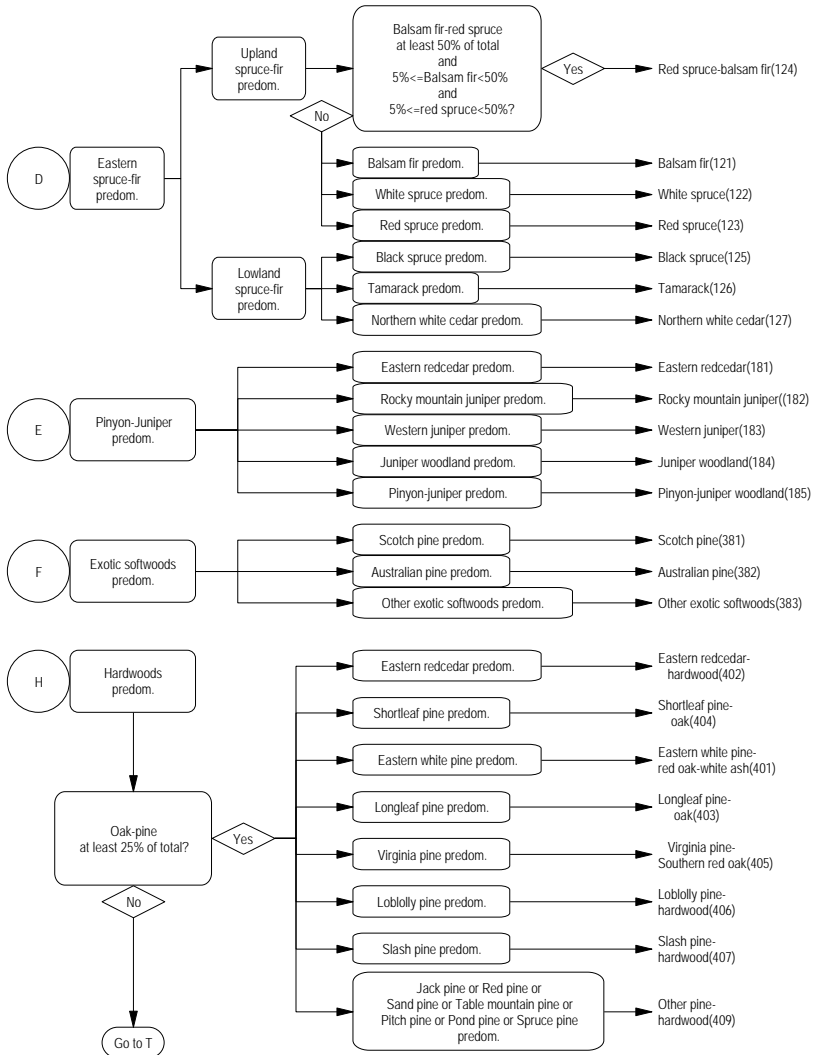 Upland
spruce-fir
predom.
Balsam fir-red spruce
at least 50% of total
and
5%<=Balsam fir<50%
and
5%<=red spruce<50%?
Yes
Red spruce-balsam fir(124)
No
D
Eastern
spruce-fir
predom.
Balsam fir predom.
Balsam fir(121)
White spruce predom.
White spruce(122)
Red spruce predom.
Red spruce(123)
Lowland
spruce-fir
predom.
Black spruce predom.
Black spruce(125)
Tamarack predom.
Tamarack(126)
Northern white cedar predom.
Northern white cedar(127)
E
Pinyon-Juniper
predom.
Eastern redcedar predom.
Eastern redcedar(181)
Rocky mountain juniper predom.
Rocky mountain juniper((182)
Western juniper predom.
Western juniper(183)
Juniper woodland predom.
Juniper woodland(184)
Pinyon-juniper predom.
Pinyon-juniper woodland(185)
F
Exotic softwoods
predom.
Scotch pine predom.
Scotch pine(381)
Australian pine predom.
Australian pine(382)
Other exotic softwoods predom.
Other exotic softwoods(383)
H
Hardwoods
predom.
Oak-pine
at least 25% of total?
Yes
No
Go to T
Eastern redcedar predom.
Eastern redcedar-
hardwood(402)
Shortleaf pine predom.
Shortleaf pine-
oak(404)
Eastern white pine predom.
Eastern white pine-
red oak-white ash(401)
Longleaf pine predom.
Longleaf pine-
oak(403)
Virginia pine predom.
Virginia pine-
Southern red oak(405)
Loblolly pine predom.
Loblolly pine-
hardwood(406)
Slash pine predom.
Slash pine-
hardwood(407)
Jack pine or Red pine or
Sand pine or Table mountain pine or
Pitch pine or Pond pine or Spruce pine
predom.
Other pine-
hardwood(409)